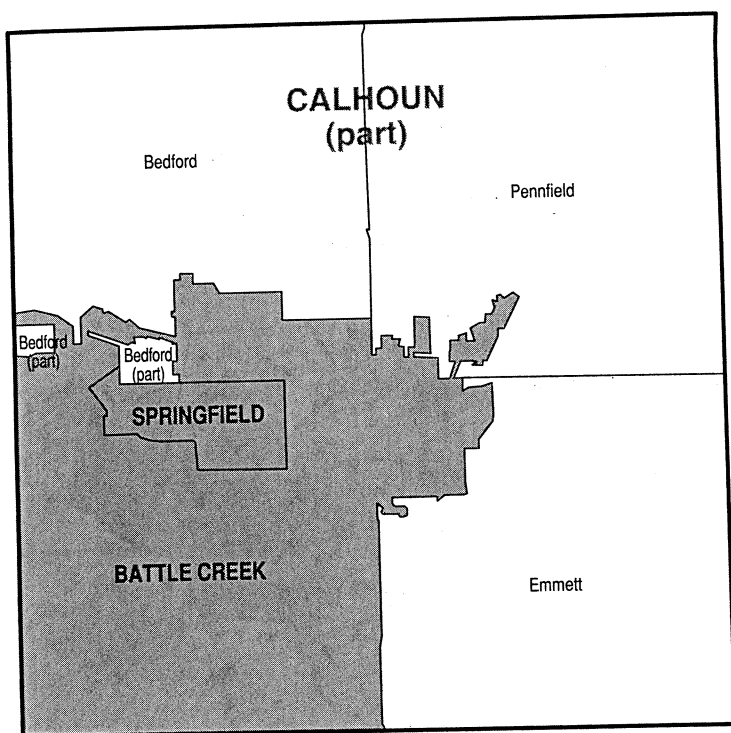 CALHOUN
(part)
Bedford
Pennfield
Bedford
(part)
Bedford
(part)
SPRINGFIELD
BATTLE CREEK
Emmett